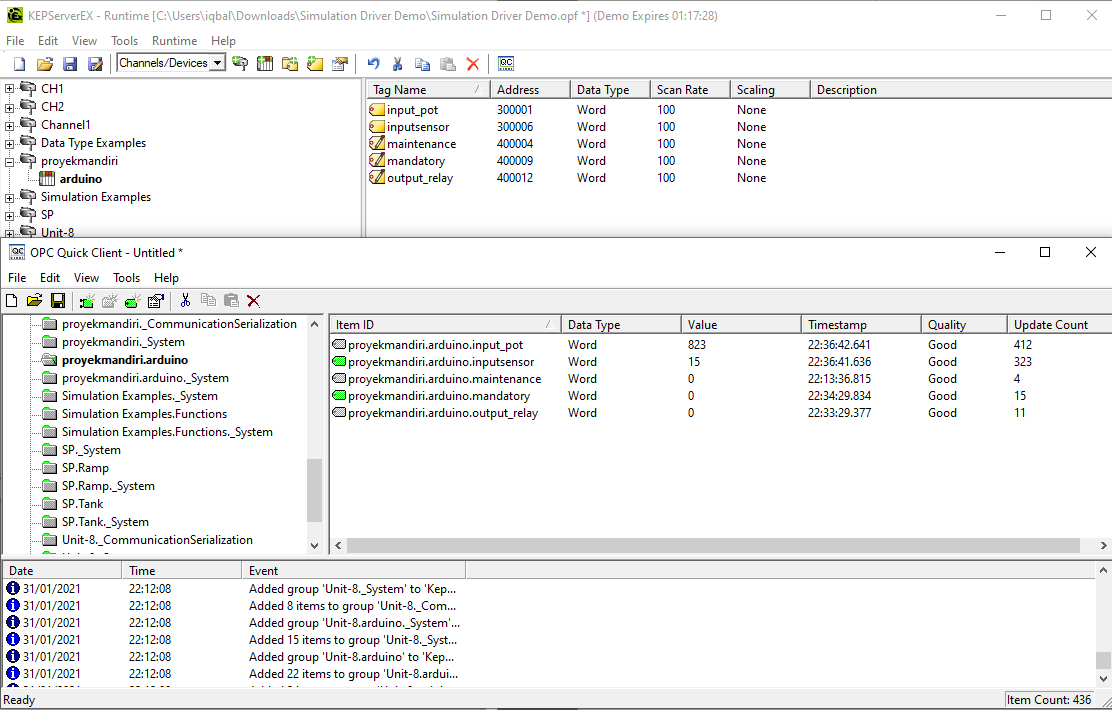 KEPServerEX - Runtime [C:\Users\iqbal\Downloads\Simulation Driver Demo\Simulation Driver Demo.opf *] (Demo Expires 01:17:28)
File Edit View Tools Runtime Help
Channels/Devices QC
CH1
CH2
Channel1
Data Type Examples
proyekmandiri
arduino
Simulation Examples
SP
Unit-8
Tag Name Address Data Type Scan Rate Scaling Description
input_pot 300001 Word 100 None
inputsensor 300006 Word 100 None
maintenance 400004 Word 100 None
mandatory 400009 Word 100 None
output_relay 400012 Word 100 None
QC OPC Quick Client - Untitled *
File Edit View Tools Help
proyekmandiri._CommunicationSerialization
proyekmandiri._System
proyekmandiri.arduino
proyekmandiri.arduino._System
Simulation Examples._System
Simulation Examples.Functions
Simulation Examples.Functions._System
SP._System
SP.Ramp
SP.Ramp._System
SP.Tank
SP.Tank._System
Unit-8._CommunicationSerialization
Item ID Data Type Value Timestamp Quality Update Count
proyekmandiri.arduino.input_pot Word 823 22:36:42.641 Good 412
proyekmandiri.arduino.inputsensor Word 15 22:36:41.636 Good 323
proyekmandiri.arduino.maintenance Word 0 22:13:36.815 Good 4
proyekmandiri.arduino.mandatory Word 0 22:34:29.834 Good 15
proyekmandiri.arduino.output_relay Word 0 22:33:29.377 Good 11
Date Time Event
31/01/2021 22:12:08 Added group 'Unit-8._System' to 'Kep...
31/01/2021 22:12:08 Added 8 items to group 'Unit-8._Com...
31/01/2021 22:12:08 Added group 'Unit-8.arduino._System'...
31/01/2021 22:12:08 Added 15 items to group 'Unit-8._Syst...
31/01/2021 22:12:08 Added group 'Unit-8.arduino' to 'Kep...
31/01/2021 22:12:08 Added 22 items to group 'Unit-8.ardui...
Ready Item Count: 436